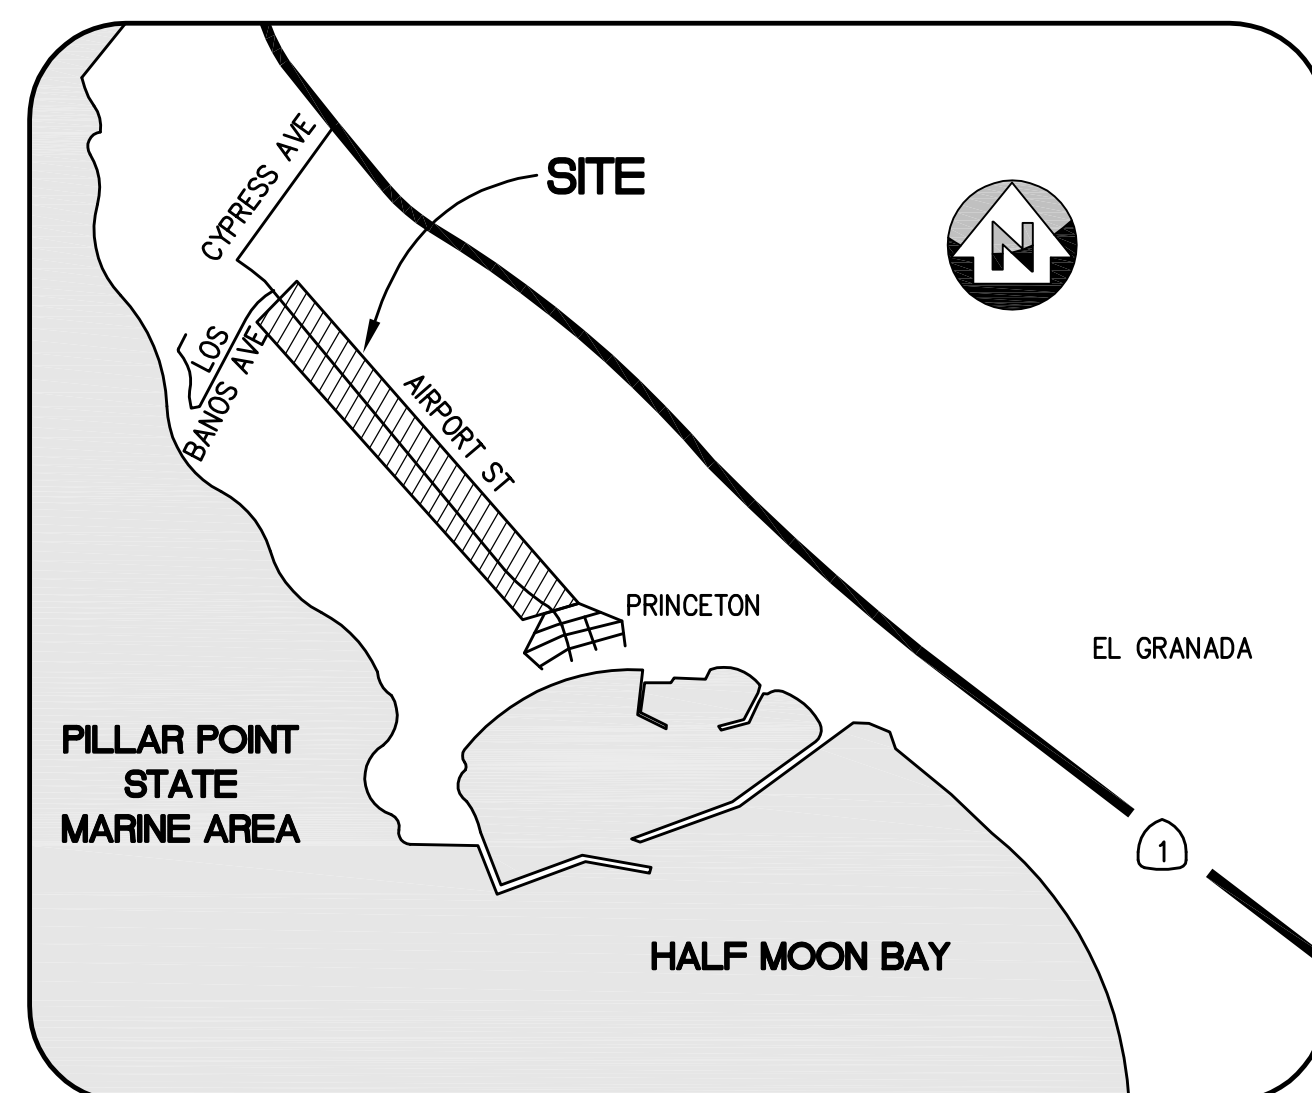 CYPRESS AVE
SITE
N
LOS
BANOS AVE
AIRPORT ST
PRINCETON
EL GRANADA
PILLAR POINT
STATE
MARINE AREA
1
HALF MOON BAY